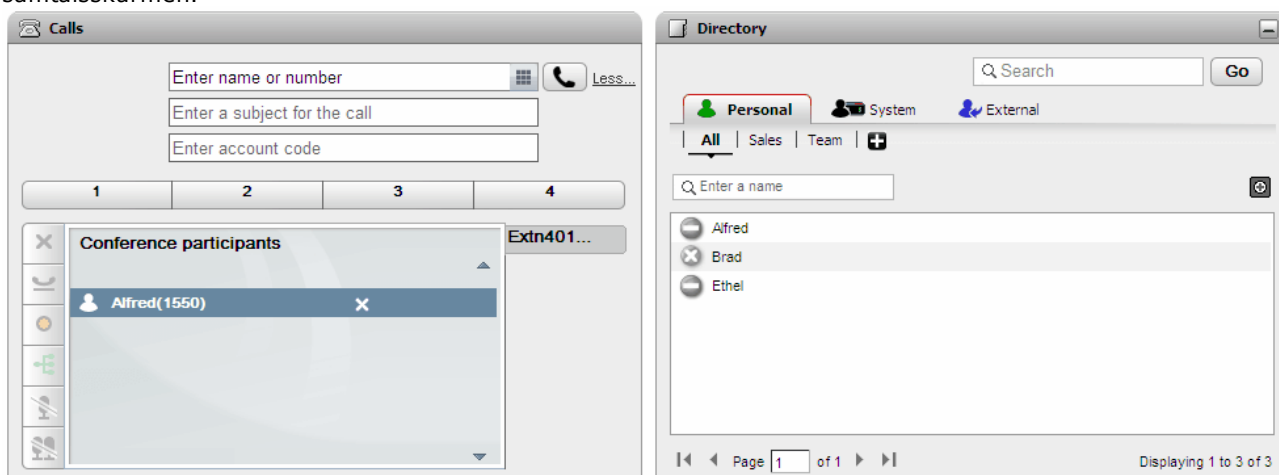 samtalsskärmen.
Calls
Enter name or number
Less...
Enter a subject for the call
Enter account code
1 2 3 4
Conference participants
Extn401...
Alfred(1550)
Directory
Search
Go
Personal System External
All | Sales | Team |
Enter a name
Alfred
Brad
Ethel
Page 1 of 1
Displaying 1 to 3 of 3